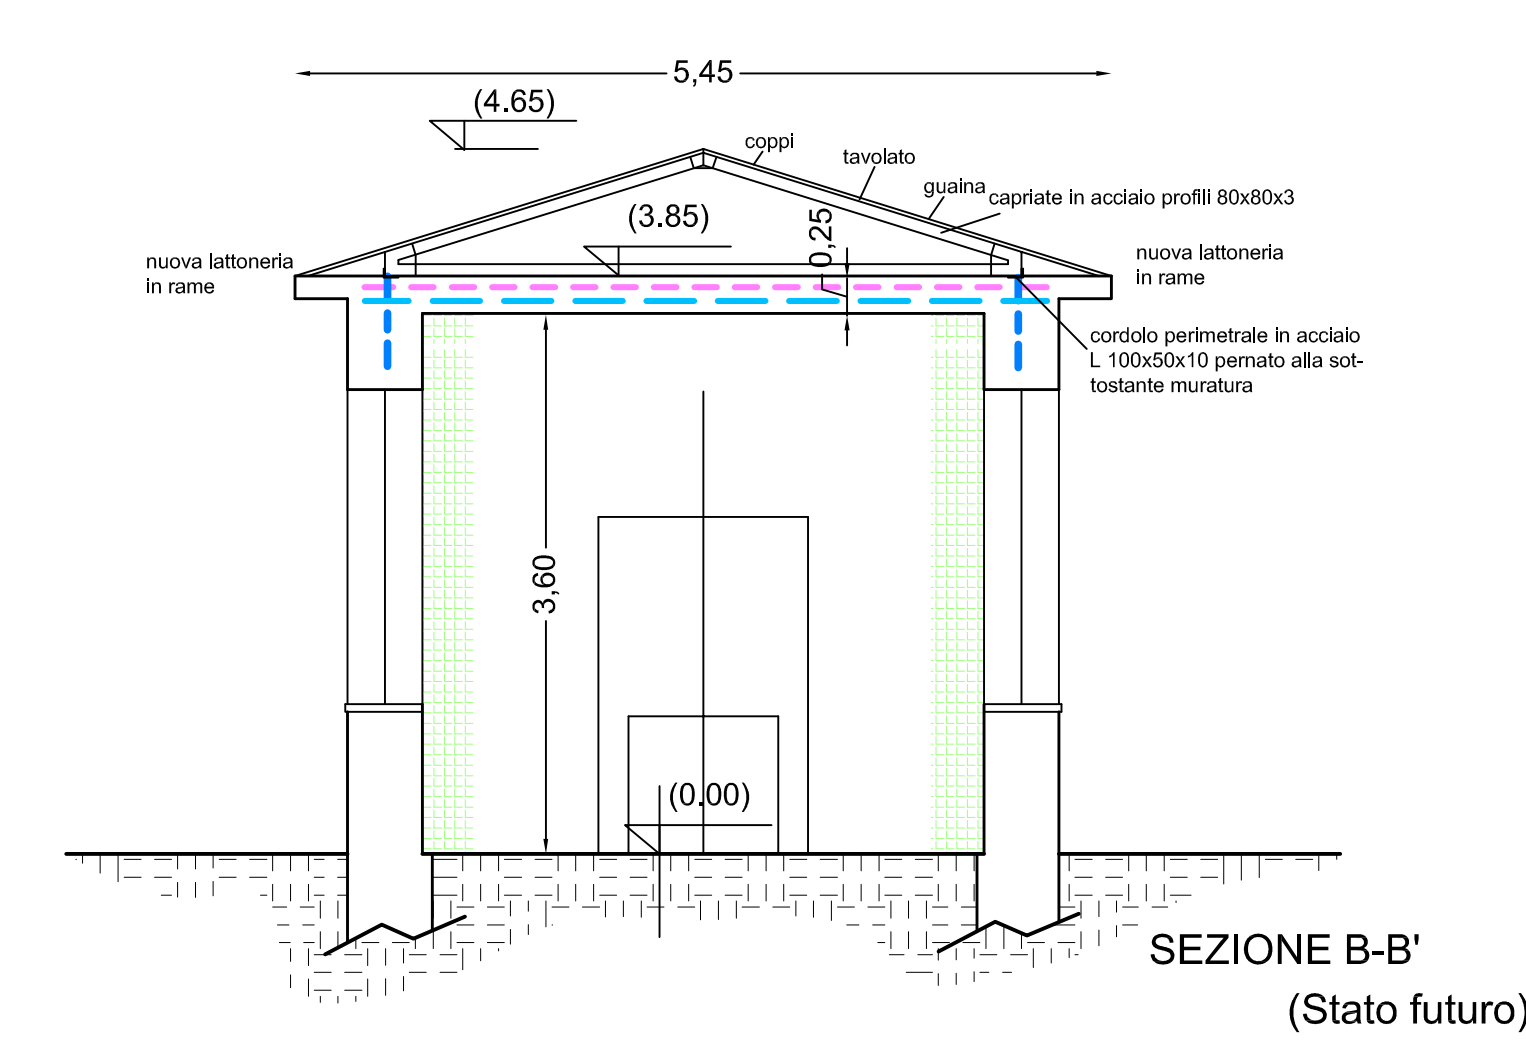 5,45
(4.65)
coppi
tavolato
guaina
capriate in acciaio profili 80x80x3
(3.85)
0,25
nuova lattoneria
in rame
nuova lattoneria
in rame
cordolo perimetrale in acciaio
L 100x50x10 pernato alla sot-
tostante muratura
3,60
(0.00)
SEZIONE B-B'
(Stato futuro)